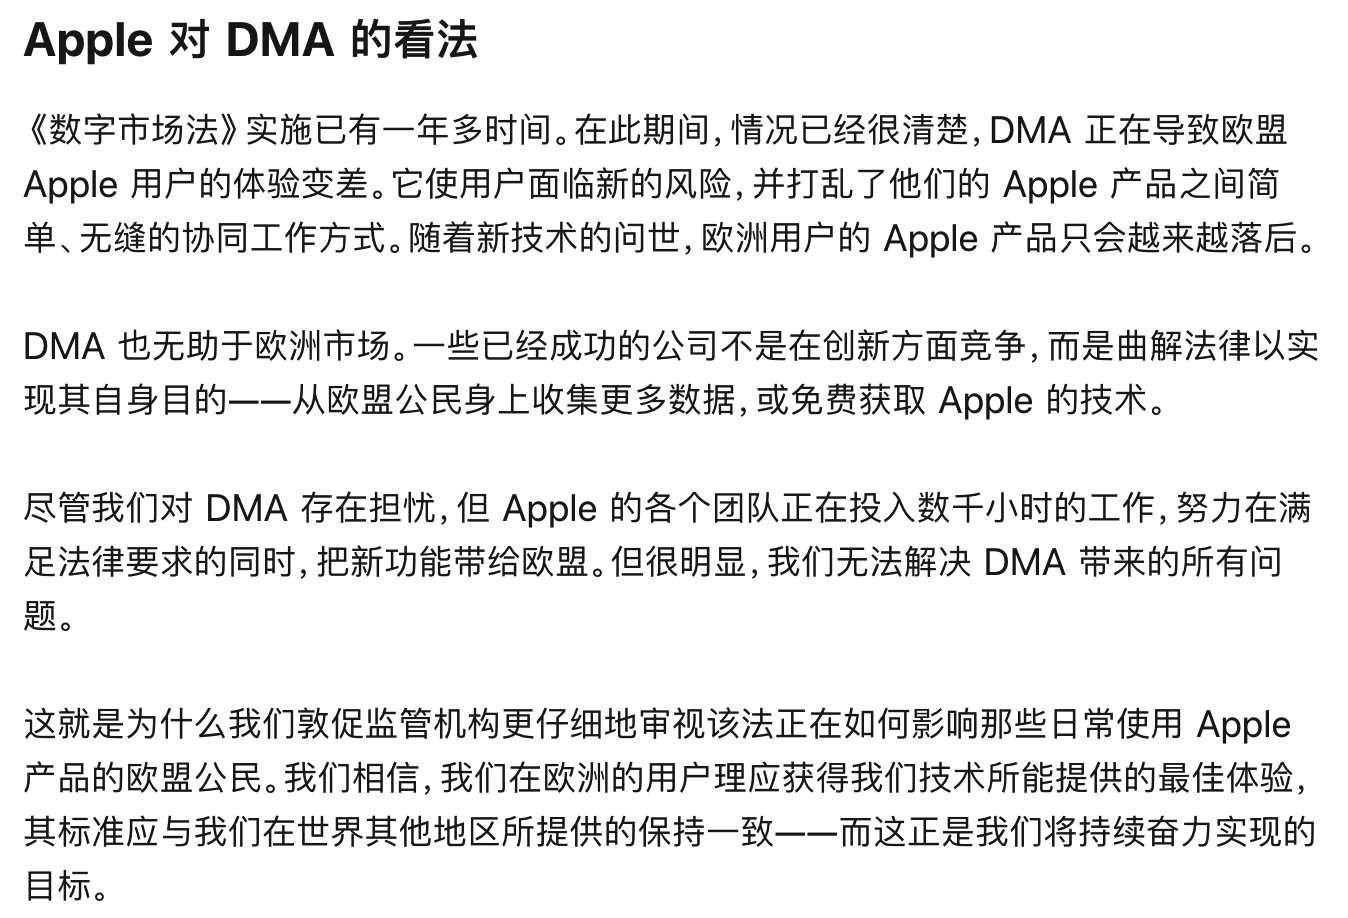 Apple 对 DMA 的看法
《数字市场法》实施已有一年多时间。在此期间，情况已经很清楚，DMA 正在导致欧盟
Apple 用户的体验变差。它使用户面临新的风险，并打乱了他们的 Apple 产品之间简
单、无缝的协同工作方式。随着新技术的问世，欧洲用户的 Apple 产品只会越来越落后。
DMA 也无助于欧洲市场。一些已经成功的公司不是在创新方面竞争，而是曲解法律以实
现其自身目的——从欧盟公民身上收集更多数据，或免费获取 Apple 的技术。
尽管我们对 DMA 存在担忧，但 Apple 的各个团队正在投入数千小时的工作，努力在满
足法律要求的同时，把新功能带给欧盟。但很明显，我们无法解决 DMA 带来的所有问
题。
这就是为什么我们敦促监管机构更仔细地审视该法正在如何影响那些日常使用 Apple
产品的欧盟公民。我们相信，我们在欧洲的用户理应获得我们技术所能提供的最佳体验，
其标准应与我们在世界其他地区所提供的保持一致——而这正是我们将持续奋力实现的
目标。